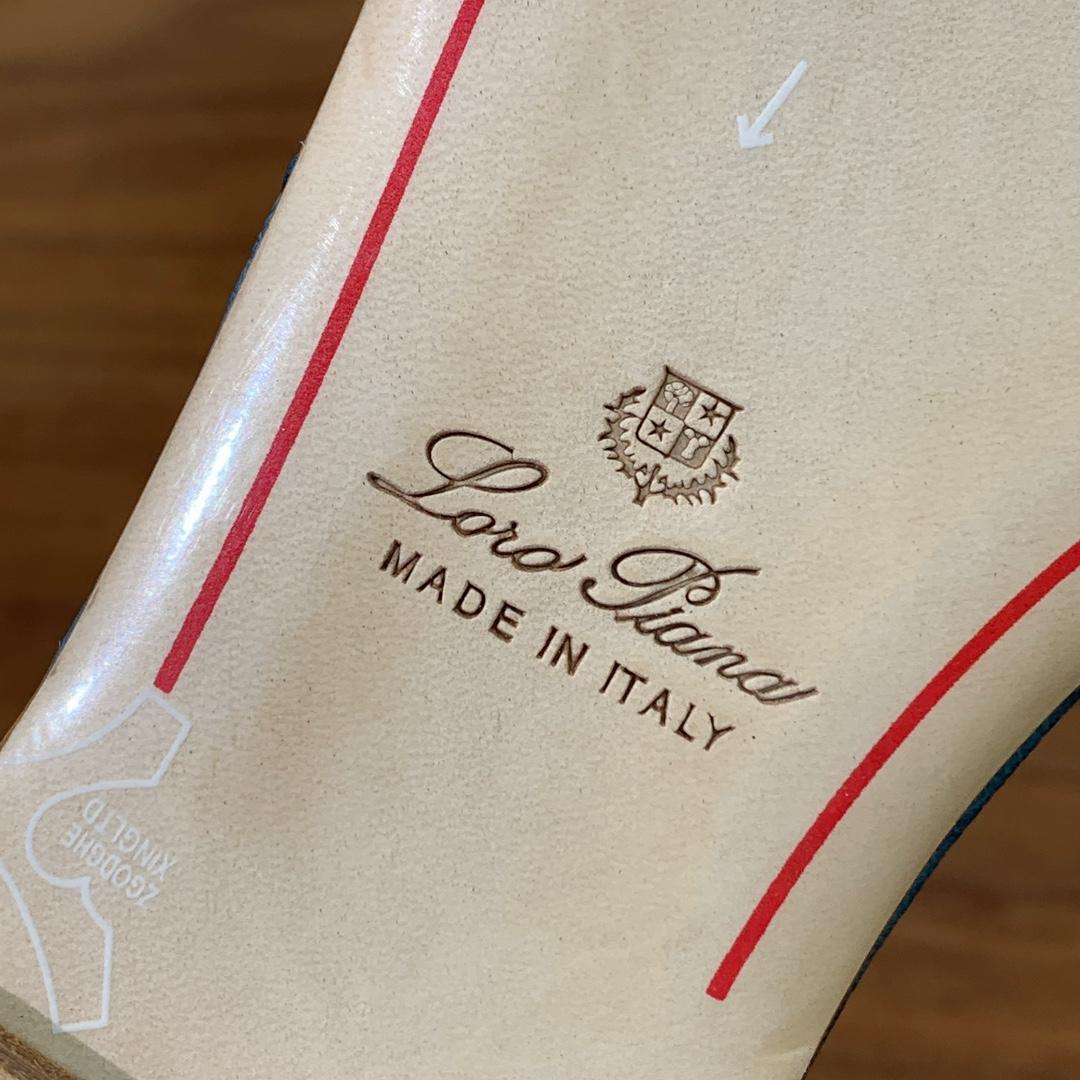 Loro Piana
MADE IN ITALY
ZGODGHE
XINGLTD